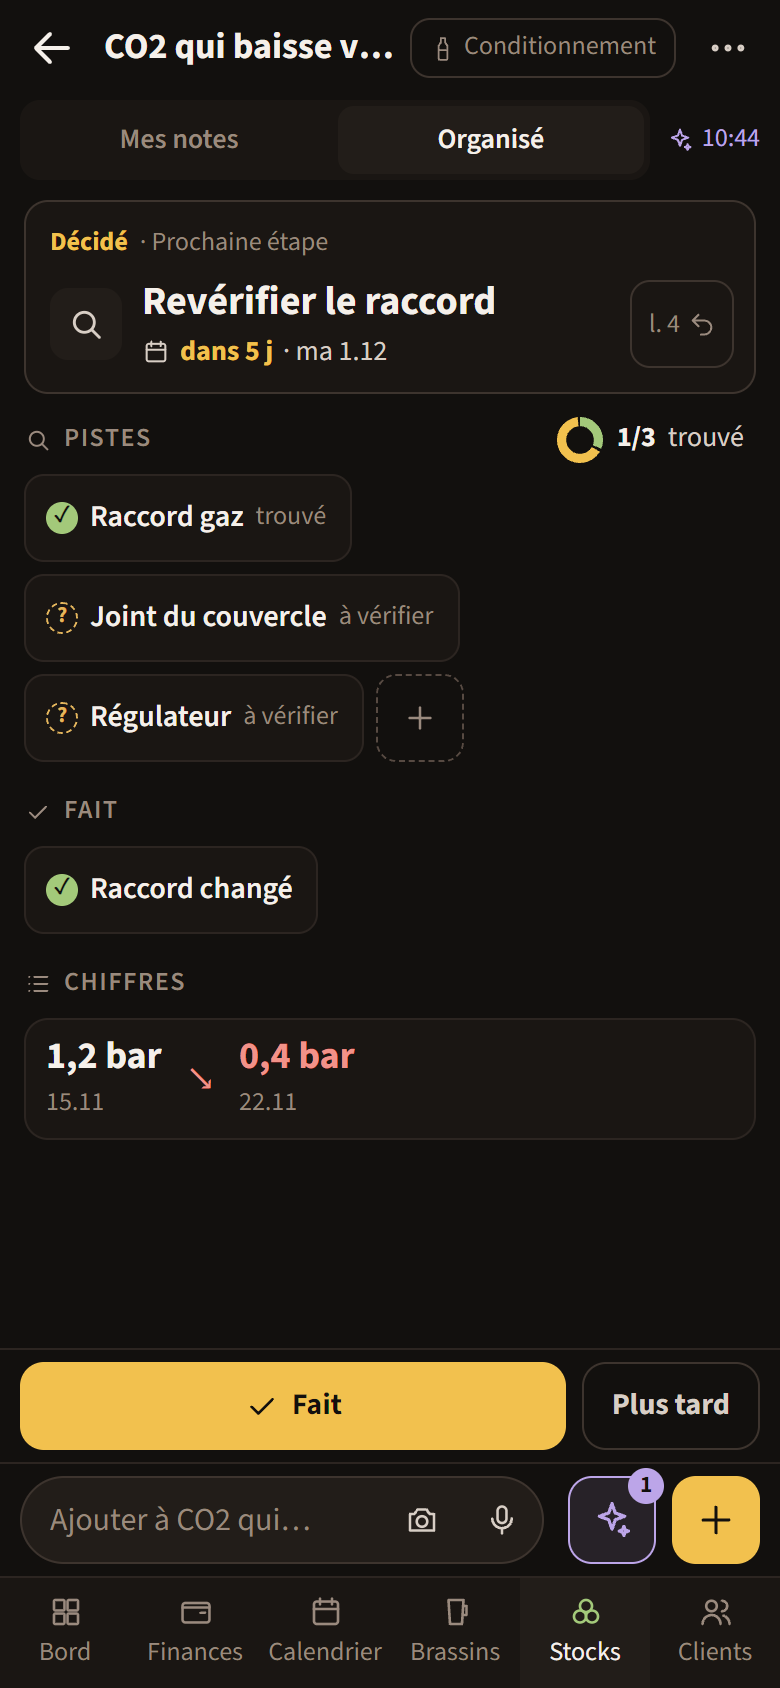 CO2 qui baisse v...
Conditionnement
Mes notes
Organisé
10:44
Décidé · Prochaine étape
Revérifier le raccord
dans 5 j · ma 1.12
l. 4
PISTES
1/3 trouvé
Raccord gaz trouvé
? Joint du couvercle à vérifier
? Régulateur à vérifier
FAIT
Raccord changé
CHIFFRES
1,2 bar
0,4 bar
15.11
22.11
Fait
Plus tard
Ajouter à CO2 qui...
1
Bord
Finances
Calendrier
Brassins
Stocks
Clients